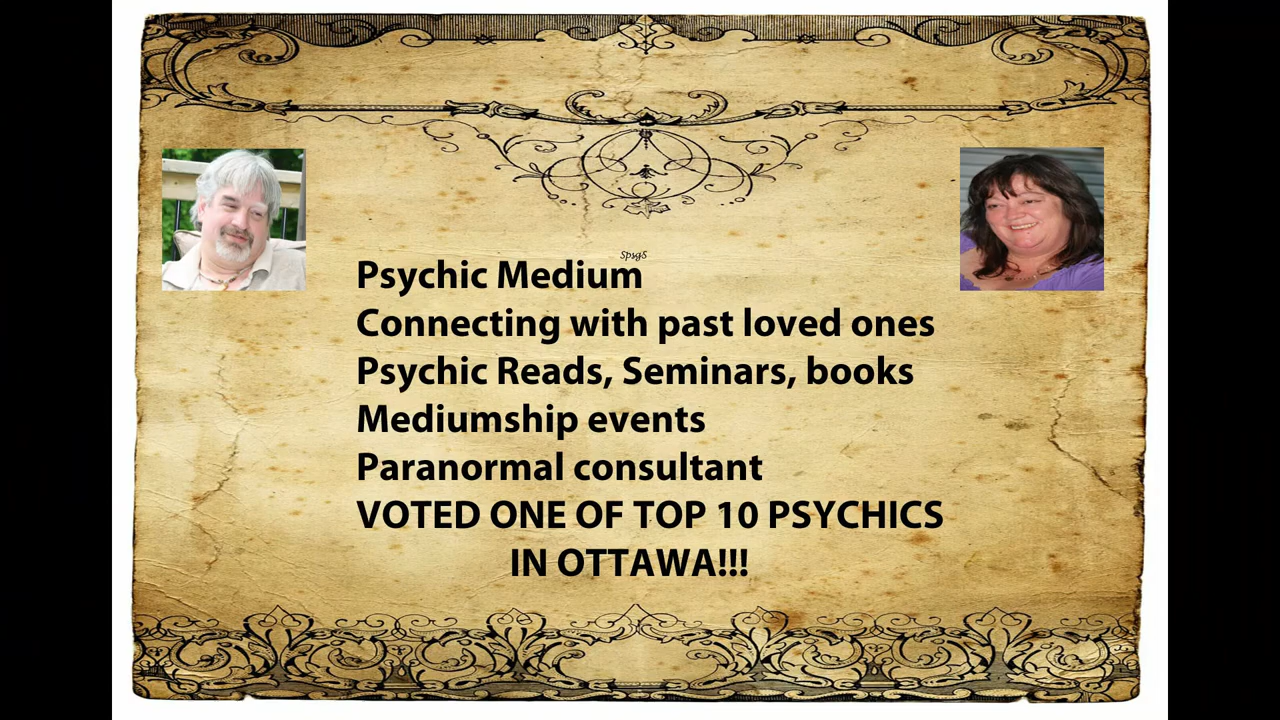 SpsgS
Psychic Medium
Connecting with past loved ones
Psychic Reads, Seminars, books
Mediumship events
Paranormal consultant
VOTED ONE OF TOP 10 PSYCHICS
IN OTTAWA!!!